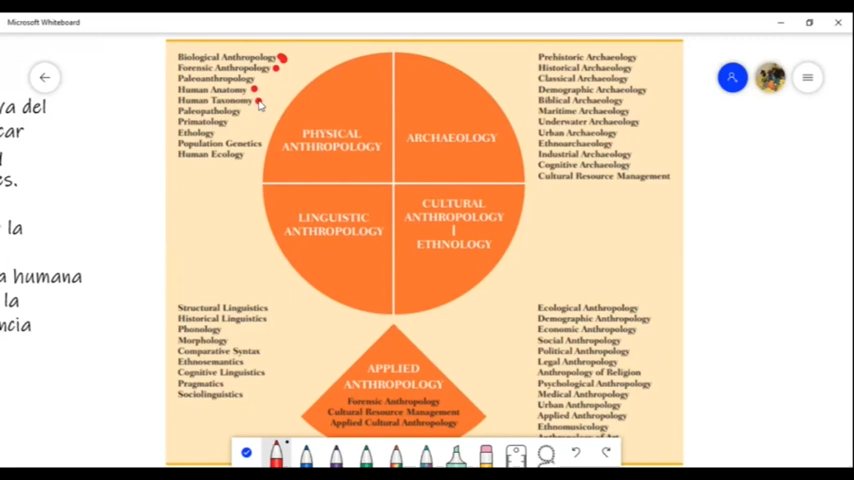 Microsoft Whiteboard
va del
car
es.
la
a humana
la
ncia
Biological Anthropology
Forensic Anthropology
Paleoanthropology
Human Anatomy
Human Taxonomy
Paleopathology
Primatology
Ethology
Population Genetics
Human Ecology
PHYSICAL
ANTHROPOLOGY
ARCHAEOLOGY
Prehistoric Archaeology
Historical Archaeology
Classical Archaeology
Demographic Archaeology
Biblical Archaeology
Maritime Archaeology
Underwater Archaeology
Urban Archaeology
Ethnoarchaeology
Industrial Archaeology
Cognitive Archaeology
Cultural Resource Management
LINGUISTIC
ANTHROPOLOGY
CULTURAL
ANTHROPOLOGY
|
ETHNOLOGY
Structural Linguistics
Historical Linguistics
Phonology
Morphology
Comparative Syntax
Ethnosemantics
Cognitive Linguistics
Pragmatics
Sociolinguistics
APPLIED
ANTHROPOLOGY
Forensic Anthropology
Cultural Resource Management
Applied Cultural Anthropology
Ecological Anthropology
Demographic Anthropology
Economic Anthropology
Social Anthropology
Political Anthropology
Legal Anthropology
Anthropology of Religion
Psychological Anthropology
Medical Anthropology
Urban Anthropology
Applied Anthropology
Ethnomusicology
Anthropology of Art